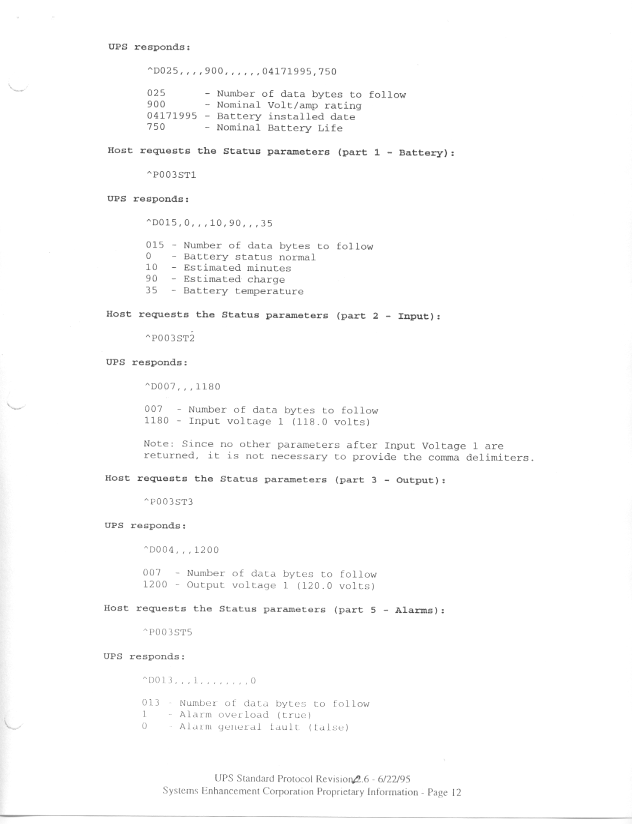 UPS responds:
^D025,,,,900,,,,,,04171995,750
025 - Number of data bytes to follow
900 - Nominal Volt/amp rating
04171995 - Battery installed date
750 - Nominal Battery Life
Host requests the Status parameters (part 1 - Battery):
^P003ST1
UPS responds:
^D015,0,,,10,90,,,35
015 - Number of data bytes to follow
0 - Battery status normal
10 - Estimated minutes
90 - Estimated charge
35 - Battery temperature
Host requests the Status parameters (part 2 - Input):
^P003ST2
UPS responds:
^D007,,,1180
007 - Number of data bytes to follow
1180 - Input voltage 1 (118.0 volts)
Note: Since no other parameters after Input Voltage 1 are
returned, it is not necessary to provide the comma delimiters.
Host requests the Status parameters (part 3 - Output):
^P003ST3
UPS responds:
^D004,,,1200
007 - Number of data bytes to follow
1200 - Output voltage 1 (120.0 volts)
Host requests the Status parameters (part 5 - Alarms):
^P003ST5
UPS responds:
^D013,,,1,,,,,,,,0
013 - Number of data bytes to follow
1 - Alarm overload (true)
0 - Alarm general fault (false)
UPS Standard Protocol Revision 2.6 - 6/22/95
Systems Enhancement Corporation Proprietary Information - Page 12